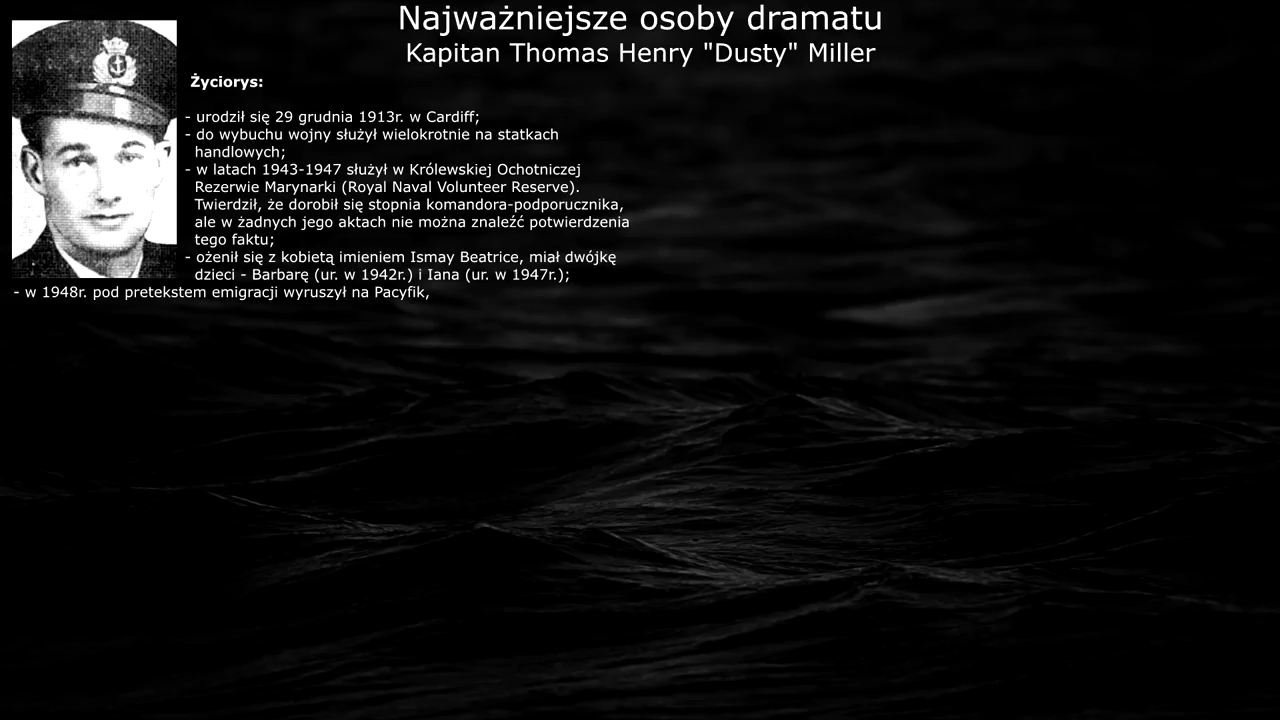 Najważniejsze osoby dramatu
Kapitan Thomas Henry "Dusty" Miller
Życiorys:
- urodził się 29 grudnia 1913r. w Cardiff;
- do wybuchu wojny służył wielokrotnie na statkach
handlowych;
- w latach 1943-1947 służył w Królewskiej Ochotniczej
Rezerwie Marynarki (Royal Naval Volunteer Reserve).
Twierdził, że dorobił się stopnia komandora-podporucznika,
ale w żadnych jego aktach nie można znaleźć potwierdzenia
tego faktu;
- ożenił się z kobietą imieniem Ismay Beatrice, miał dwójkę
dzieci - Barbarę (ur. w 1942r.) i Iana (ur. w 1947r.);
- w 1948r. pod pretekstem emigracji wyruszył na Pacyfik,